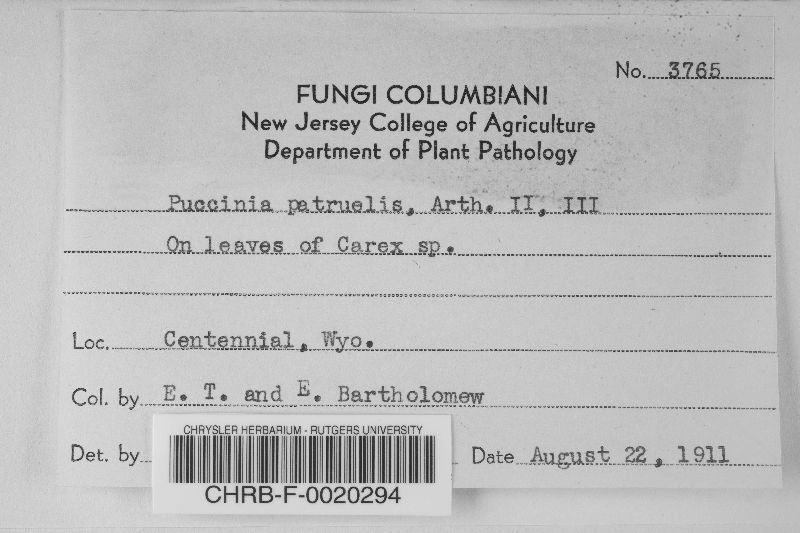 No. 3765
FUNGI COLUMBIANI
New Jersey College of Agriculture
Department of Plant Pathology
Puccinia patruelis, Arth. II, III
On leaves of Carex sp.
Loc. Centennial, Wyo.
Col. by E. T. and E. Bartholomew
Det. by Date August 22, 1911
CHRYSLER HERBARIUM - RUTGERS UNIVERSITY
CHRB-F-0020294